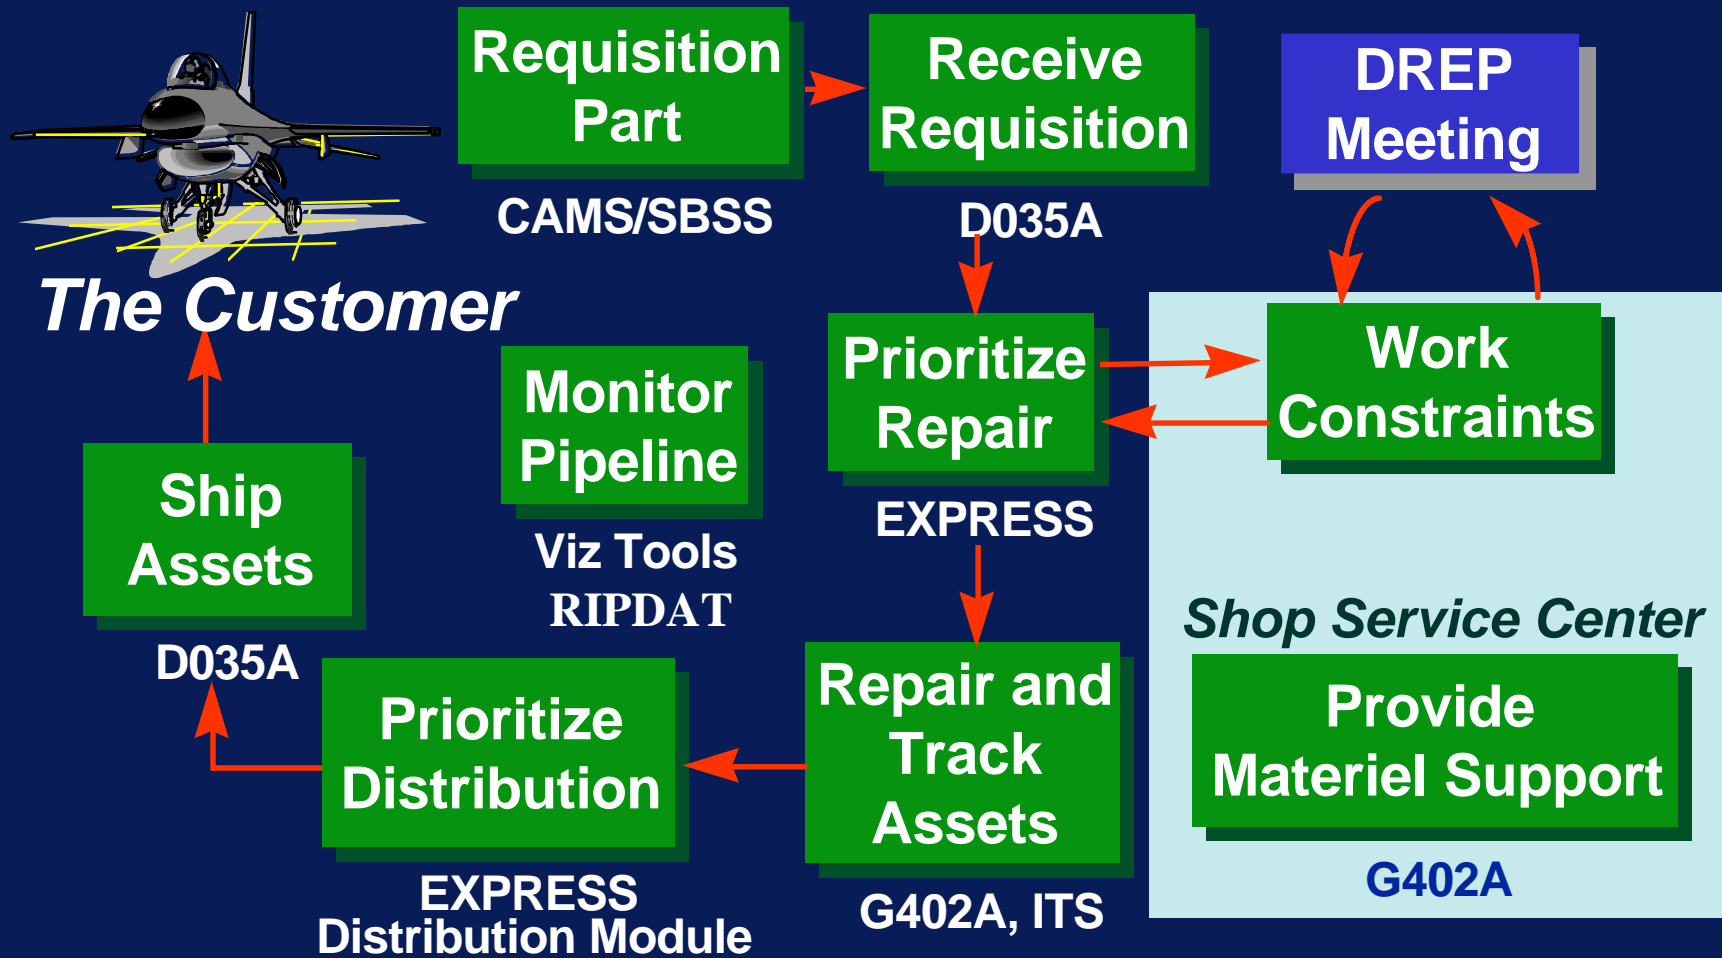 Requisition
Part
CAMS/SBSS
Receive
Requisition
D035A
DREP
Meeting
The Customer
Monitor
Pipeline
Viz Tools
RIPDAT
Prioritize
Repair
EXPRESS
Work
Constraints
Ship
Assets
D035A
Prioritize
Distribution
EXPRESS
Distribution Module
Repair and
Track
Assets
G402A, ITS
Shop Service Center
Provide
Materiel Support
G402A